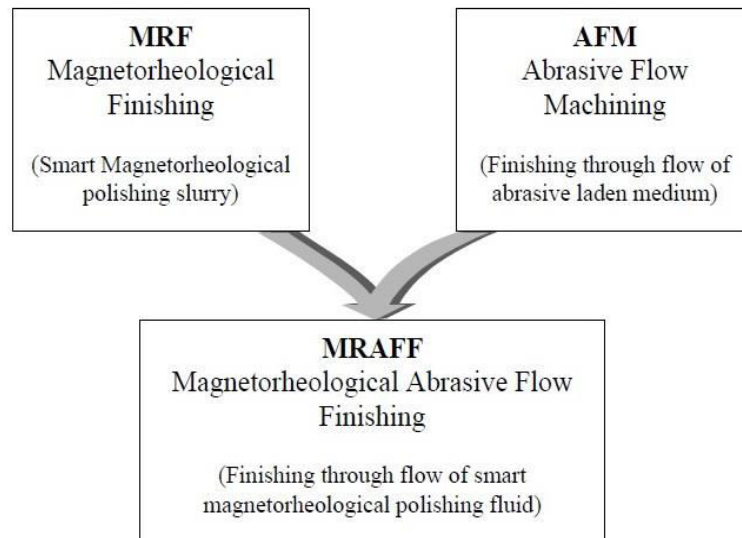 MRF
Magnetorheological
Finishing
(Smart Magnetorheological
polishing slurry)
AFM
Abrasive Flow
Machining
(Finishing through flow of
abrasive laden medium)
MRAFF
Magnetorheological Abrasive Flow
Finishing
(Finishing through flow of smart
magnetorheological polishing fluid)